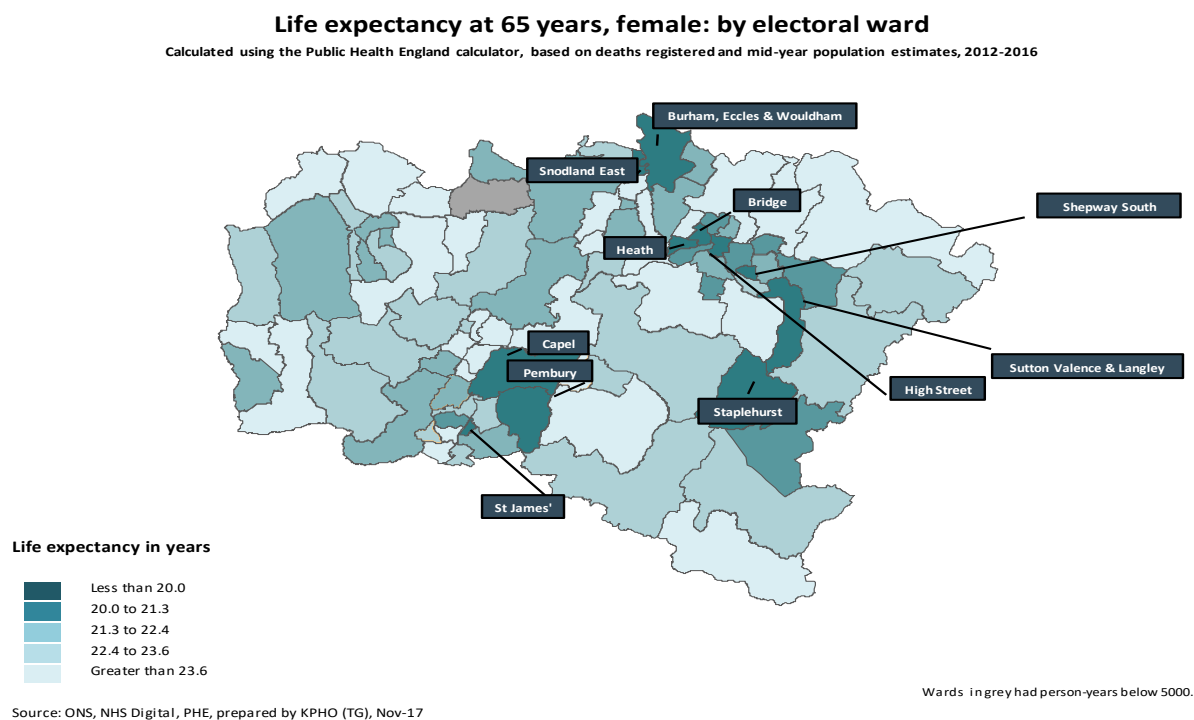 Life expectancy at 65 years, female: by electoral ward
Calculated using the Public Health England calculator, based on deaths registered and mid-year population estimates, 2012-2016
Burham, Eccles & Wouldham
Snodland East
Bridge
Shepway South
Heath
Capel
Pembury
Sutton Valence & Langley
High Street
Staplehurst
St James'
Life expectancy in years
Less than 20.0
20.0 to 21.3
21.3 to 22.4
22.4 to 23.6
Greater than 23.6
Wards in grey had person-years below 5000.
Source: ONS, NHS Digital, PHE, prepared by KPHO (TG), Nov-17